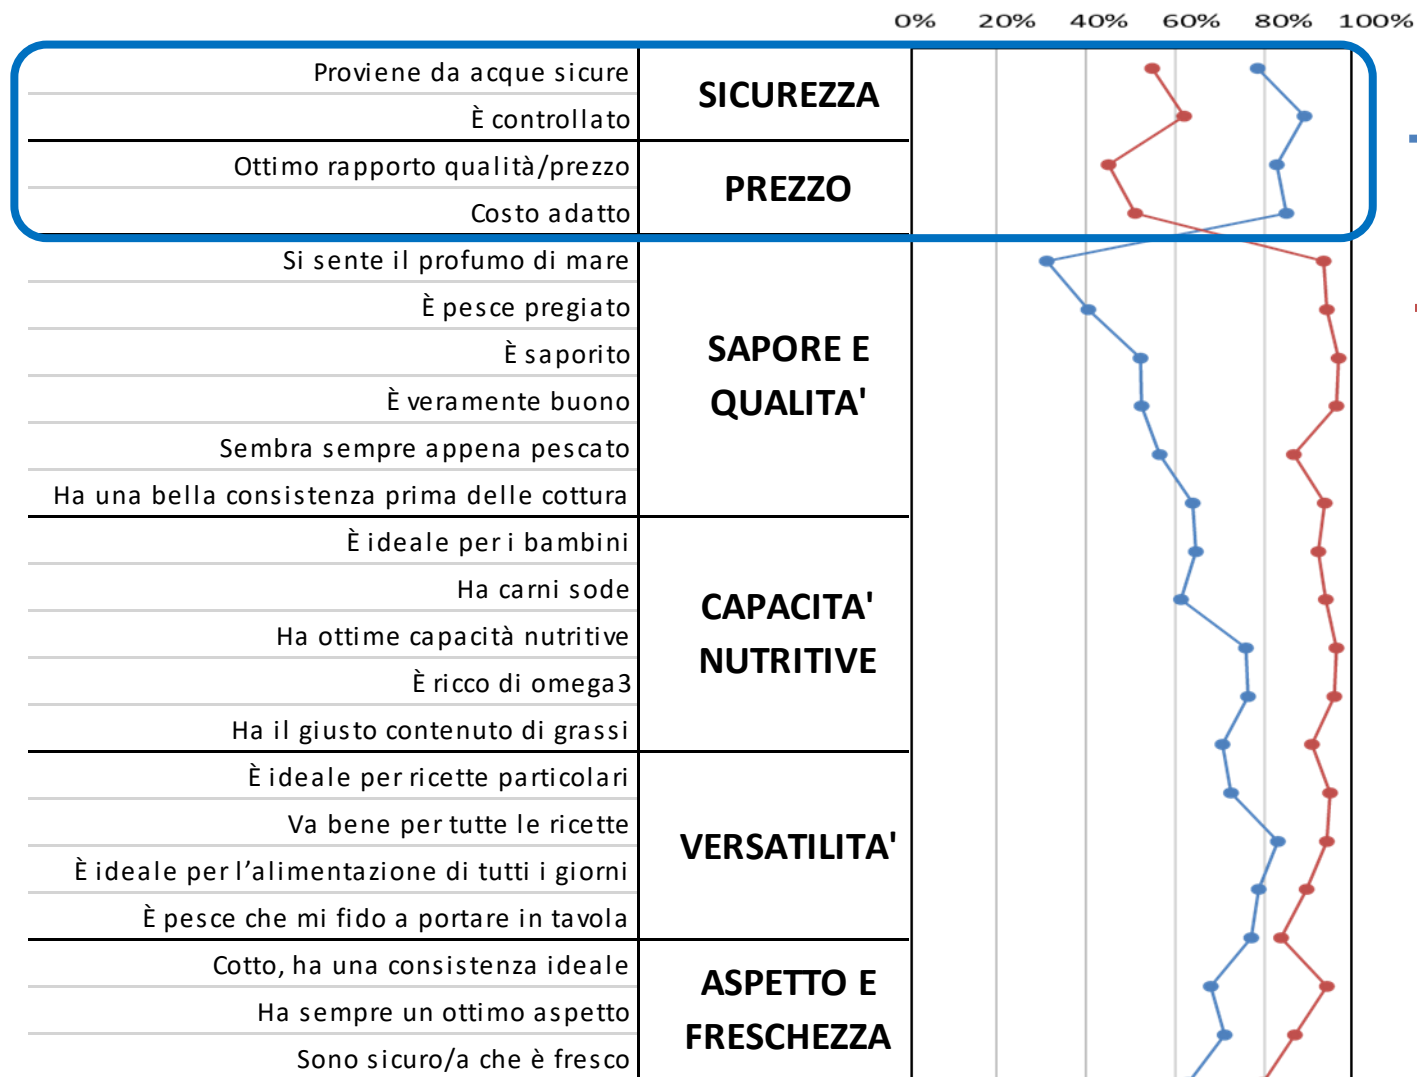 0% 20% 40% 60% 80% 100%
Proviene da acque sicure
SICUREZZA
È controllato
Ottimo rapporto qualità/prezzo
PREZZO
Costo adatto
Si sente il profumo di mare
È pesce pregiato
È saporito
SAPORE E
QUALITA'
È veramente buono
Sembra sempre appena pescato
Ha una bella consistenza prima delle cottura
È ideale per i bambini
Ha carni sode
CAPACITA'
NUTRITIVE
Ha ottime capacità nutritive
È ricco di omega3
Ha il giusto contenuto di grassi
È ideale per ricette particolari
Va bene per tutte le ricette
VERSATILITA'
È ideale per l’alimentazione di tutti i giorni
È pesce che mi fido a portare in tavola
Cotto, ha una consistenza ideale
ASPETTO E
FRESCHEZZA
Ha sempre un ottimo aspetto
Sono sicuro/a che è fresco